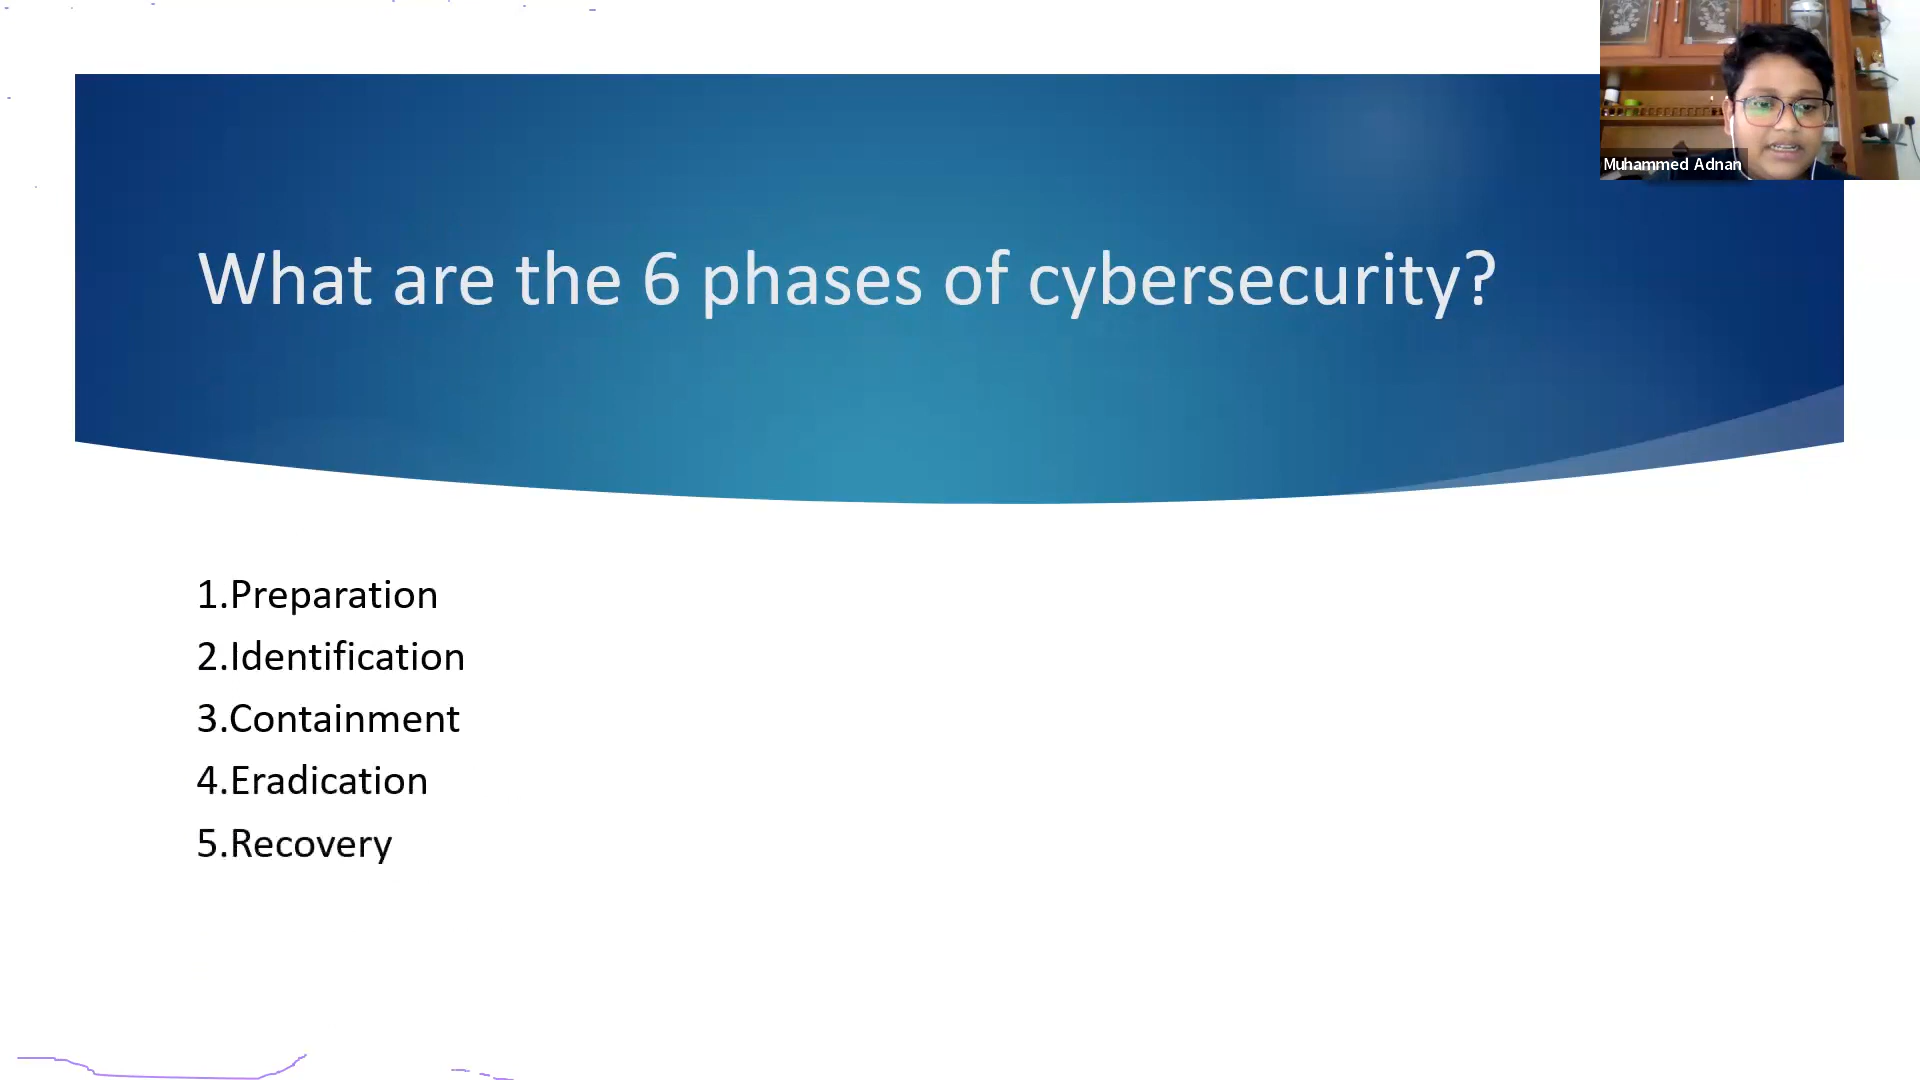 Muhammed Adnan
What are the 6 phases of cybersecurity?
1.Preparation
2.Identification
3.Containment
4.Eradication
5.Recovery